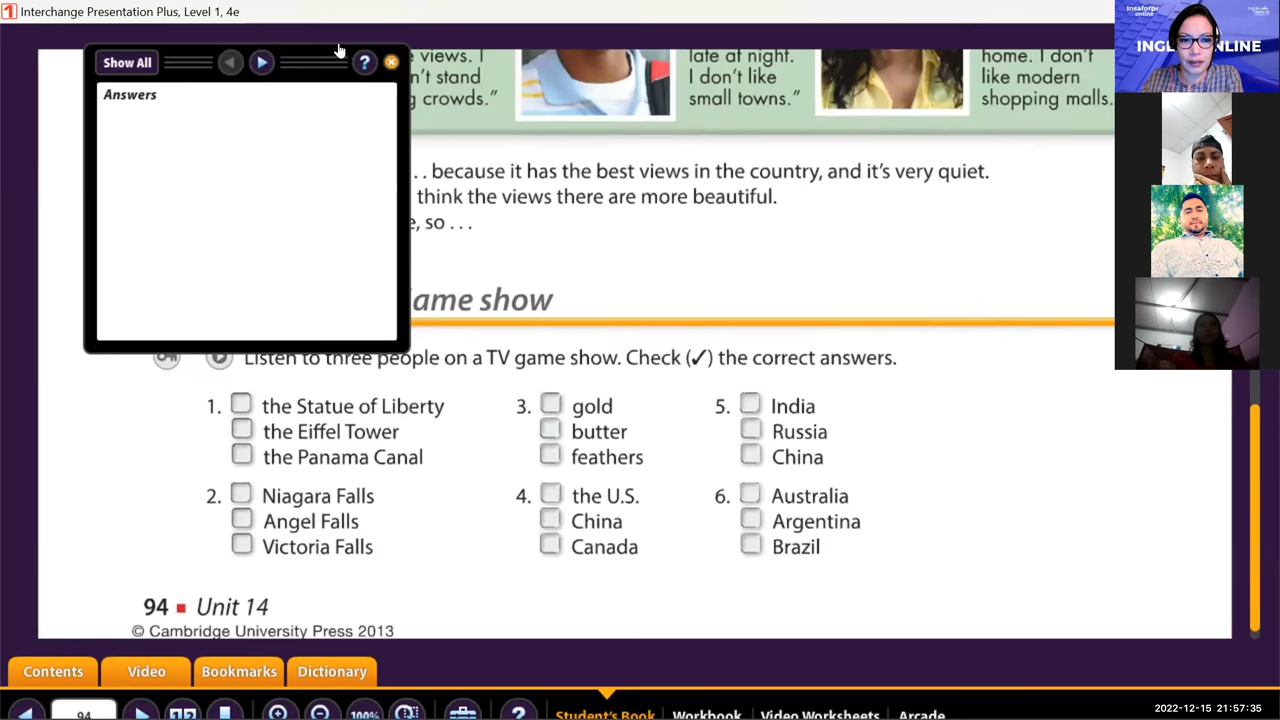 Interchange Presentation Plus, Level 1, 4e
Insaforp
online
INGL
ONLINE
Show All
?
Answers
e views. I
n't stand
g crowds."
late at night.
I don't like
small towns."
home. I don't
like modern
shopping malls.
. . because it has the best views in the country, and it's very quiet.
think the views there are more beautiful.
e, so . . .
ame show
Listen to three people on a TV game show. Check (✓) the correct answers.
1. the Statue of Liberty
the Eiffel Tower
the Panama Canal
2. Niagara Falls
Angel Falls
Victoria Falls
3. gold
butter
feathers
4. the U.S.
China
Canada
5. India
Russia
China
6. Australia
Argentina
Brazil
94 ▪ Unit 14
© Cambridge University Press 2013
Contents
Video
Bookmarks
Dictionary
94
100%
?
Student's Book
Workbook
Video Worksheets
Arcade
2022-12-15 21:57:35